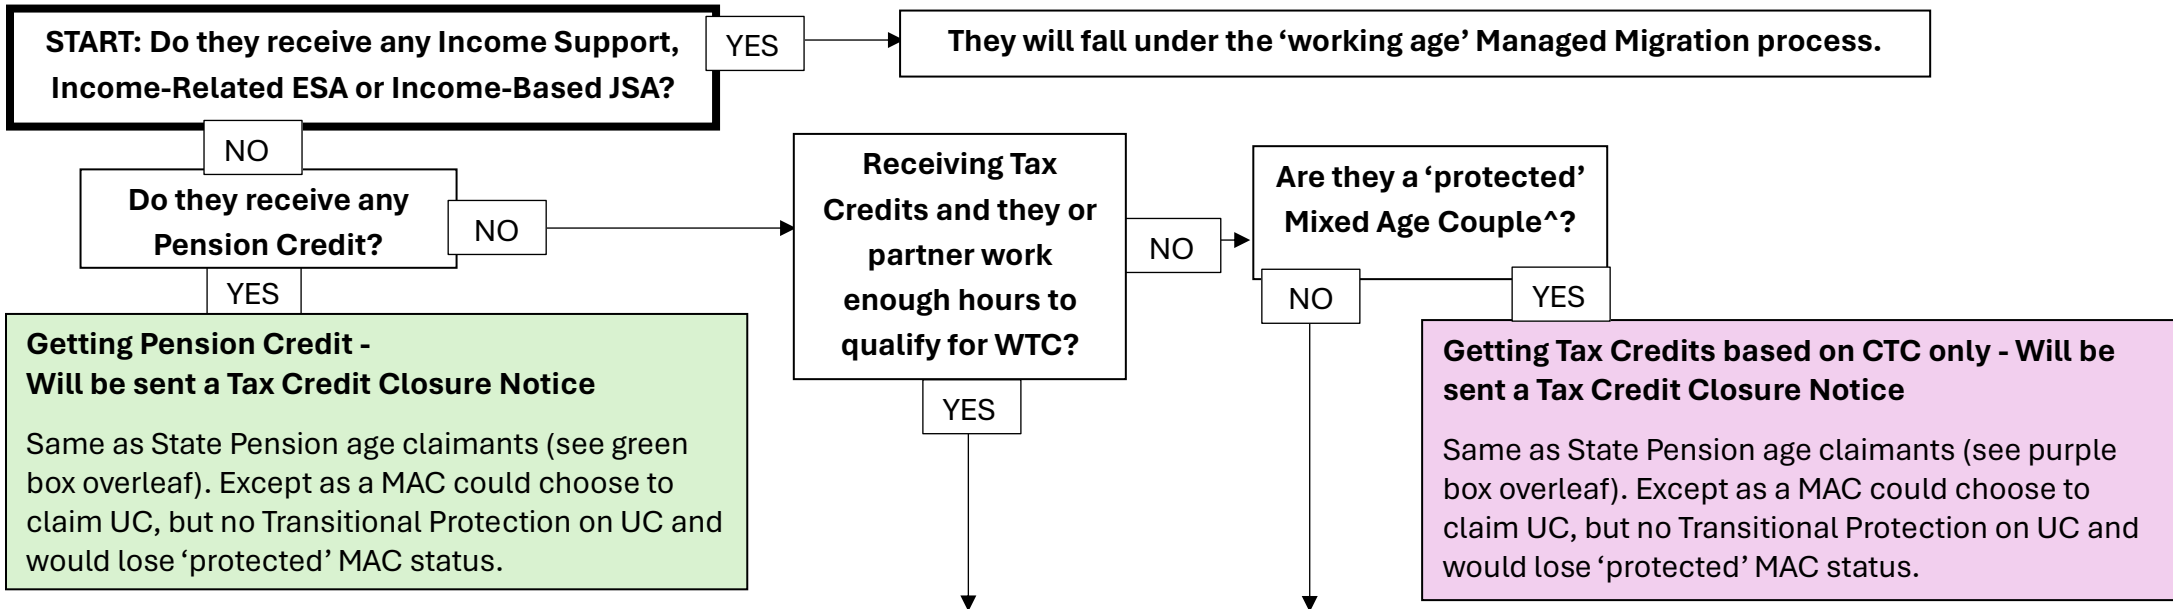 START: Do they receive any Income Support,
Income-Related ESA or Income-Based JSA?
YES
They will fall under the ‘working age’ Managed Migration process.
NO
Do they receive any
Pension Credit?
NO
YES
Receiving Tax
Credits and they or
partner work
enough hours to
qualify for WTC?
NO
YES
Are they a ‘protected’
Mixed Age Couple^?
NO
YES
Getting Pension Credit -
Will be sent a Tax Credit Closure Notice
Same as State Pension age claimants (see green
box overleaf). Except as a MAC could choose to
claim UC, but no Transitional Protection on UC and
would lose ‘protected’ MAC status.
Getting Tax Credits based on CTC only - Will be
sent a Tax Credit Closure Notice
Same as State Pension age claimants (see purple
box overleaf). Except as a MAC could choose to
claim UC, but no Transitional Protection on UC and
would lose ‘protected’ MAC status.